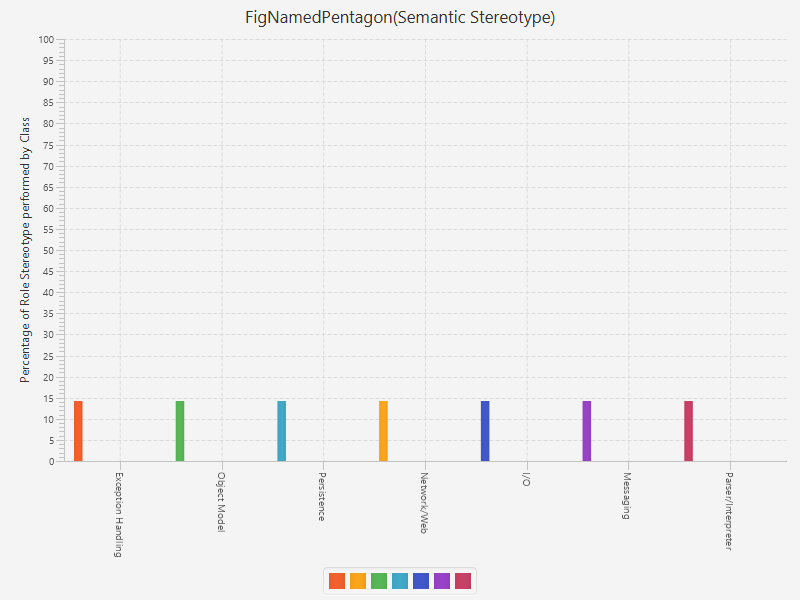 FigNamedPentagon(Semantic Stereotype)
Percentage of Role Stereotype performed by Class
100
95
90
85
80
75
70
65
60
55
50
45
40
35
30
25
20
15
10
5
0
Exception Handling
Object Model
Persistence
Network/Web
I/O
Messaging
Parser/Interpreter